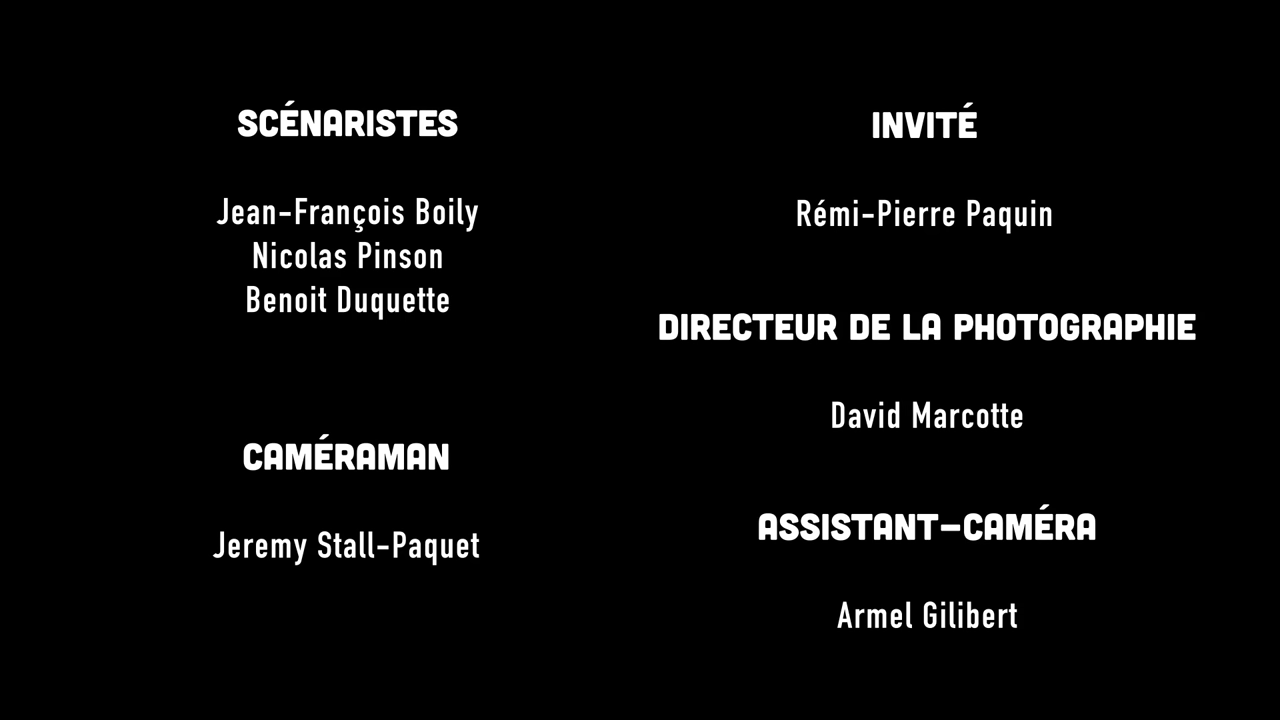 SCÉNARISTES
Jean-François Boily
Nicolas Pinson
Benoit Duquette
CAMÉRAMAN
Jeremy Stall-Paquet
INVITÉ
Rémi-Pierre Paquin
DIRECTEUR DE LA PHOTOGRAPHIE
David Marcotte
ASSISTANT-CAMÉRA
Armel Gilibert